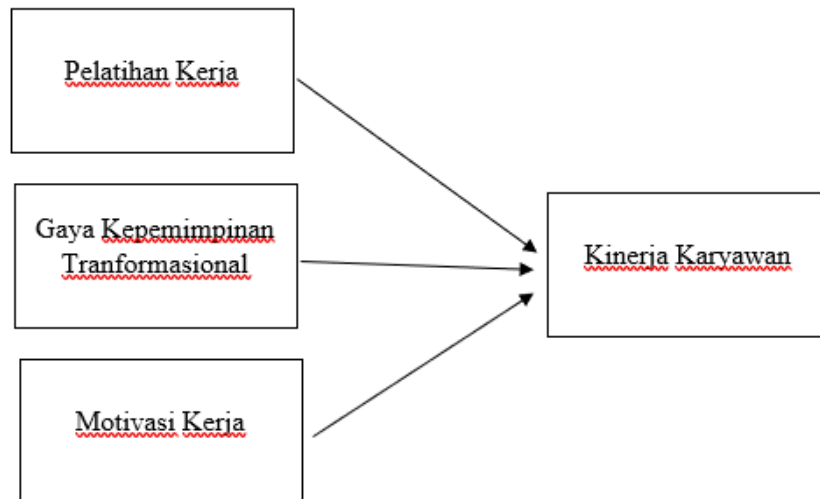 Pelatihan Kerja
Gaya Kepemimpinan
Tranformasional
Kinerja Karyawan
Motivasi Kerja